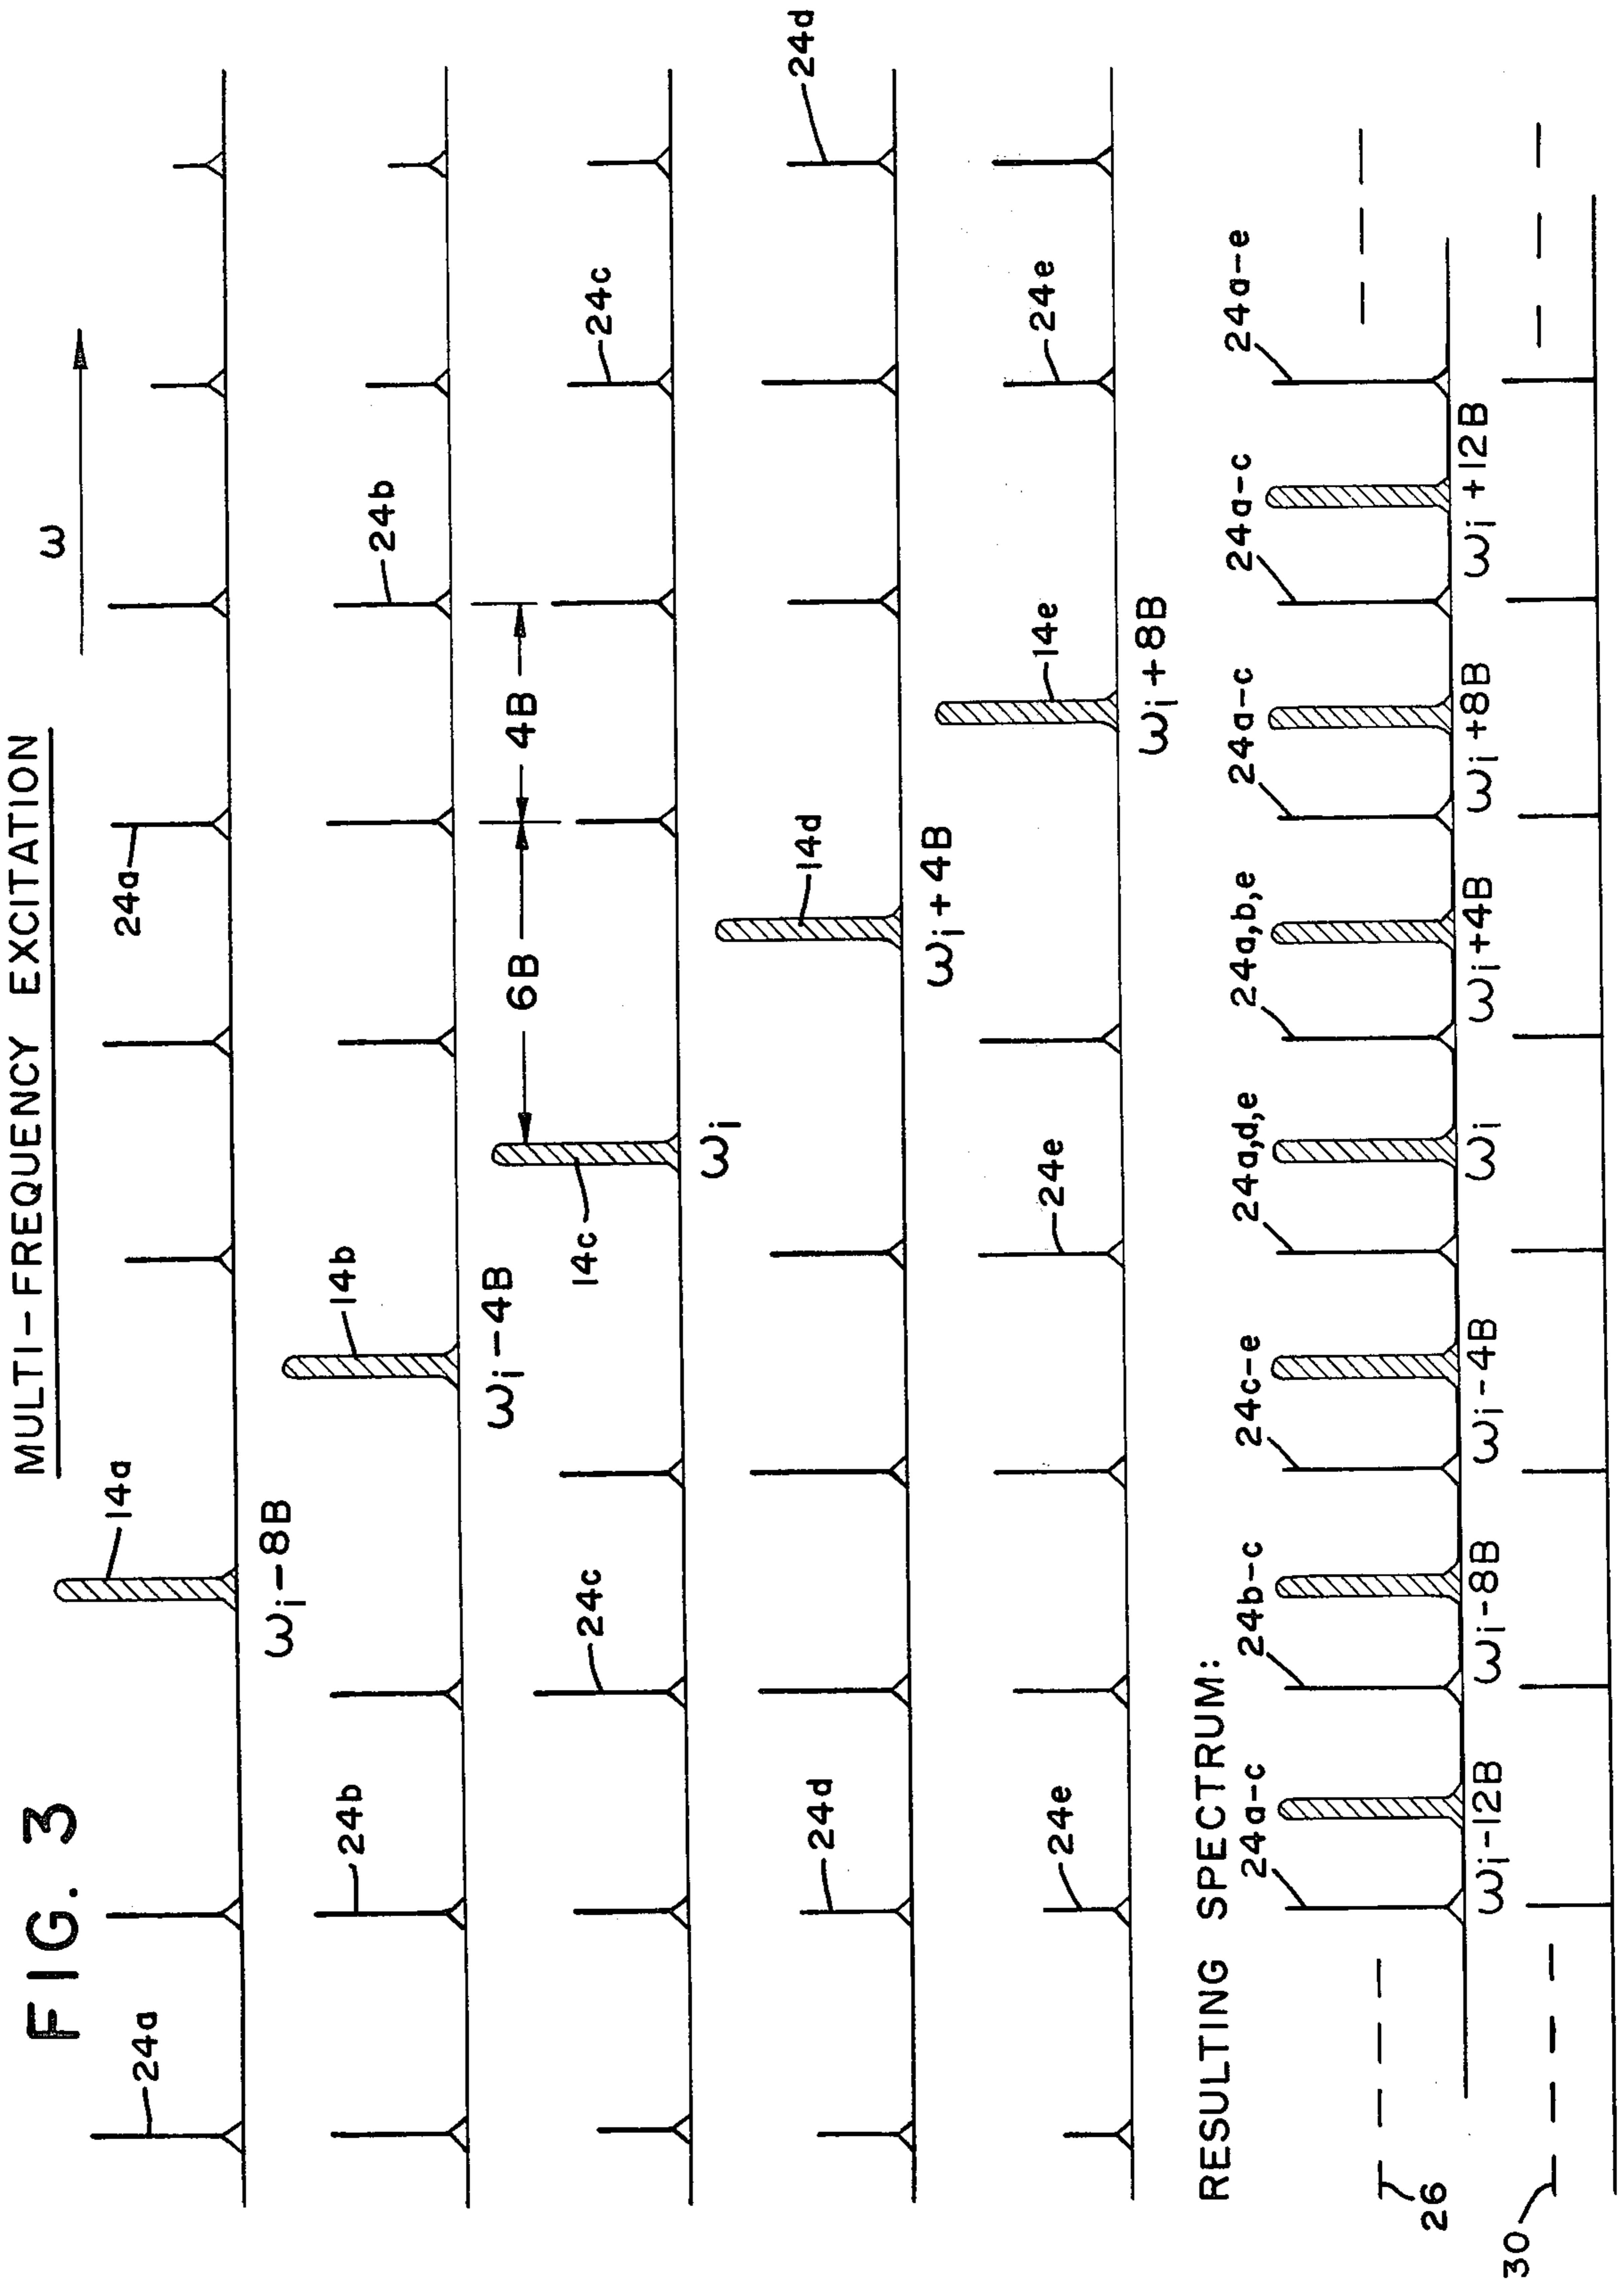 FIG. 3
MULTI-FREQUENCY EXCITATION
ω
24a
14a
24a
ωi-8B
24b
14b
24b
ωi-4B
24c
14c
6B
4B
24c
ωi
24d
14d
24d
ωi+4B
24e
24e
14e
24e
ωi+8B
RESULTING SPECTRUM:
24a-c
24b-c
24c-e
24a,d,e
24a,b,e
24a-c
24a-c
24a-e
26
ωi-12B
ωi-8B
ωi-4B
ωi
ωi+4B
ωi+8B
ωi+12B
30